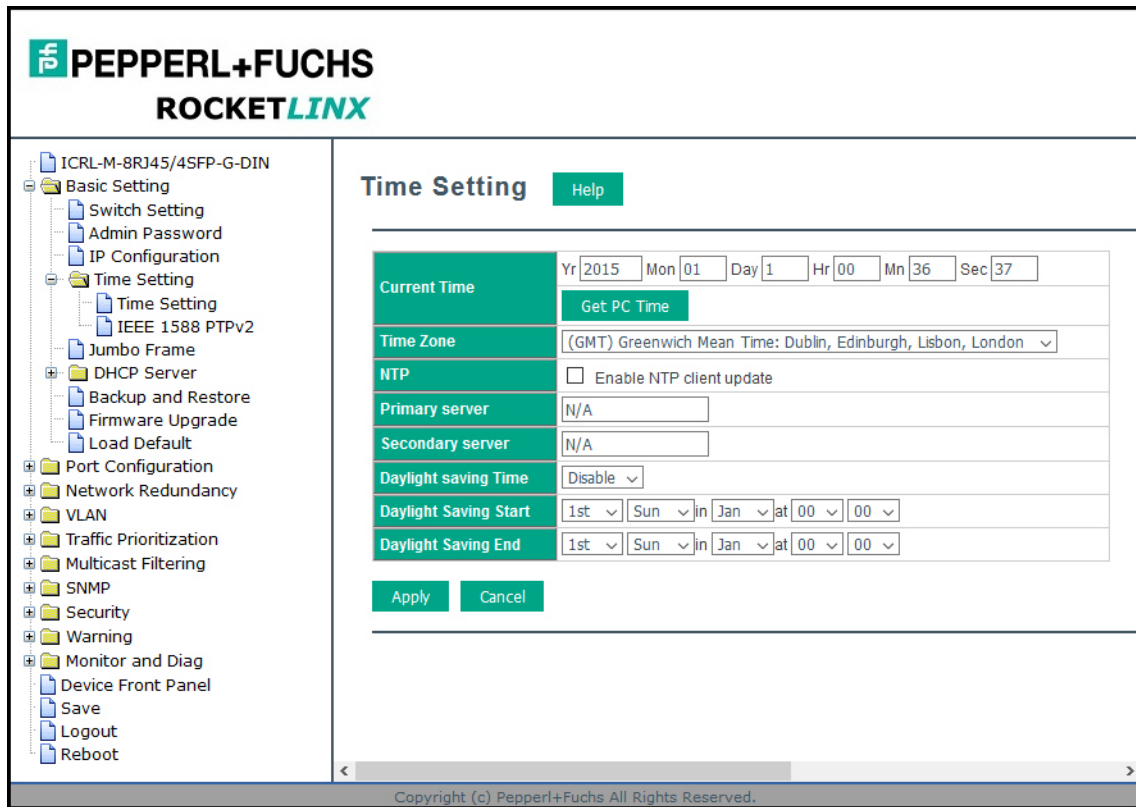 PEPPERL+FUCHS
ROCKETLINX
ICRL-M-8RJ45/4SFP-G-DIN
Basic Setting
Switch Setting
Admin Password
IP Configuration
Time Setting
Time Setting
IEEE 1588 PTPv2
Jumbo Frame
DHCP Server
Backup and Restore
Firmware Upgrade
Load Default
Port Configuration
Network Redundancy
VLAN
Traffic Prioritization
Multicast Filtering
SNMP
Security
Warning
Monitor and Diag
Device Front Panel
Save
Logout
Reboot
Time Setting Help
Current Time Yr 2015 Mon 01 Day 1 Hr 00 Mn 36 Sec 37
Get PC Time
Time Zone (GMT) Greenwich Mean Time: Dublin, Edinburgh, Lisbon, London
NTP Enable NTP client update
Primary server N/A
Secondary server N/A
Daylight saving Time Disable
Daylight Saving Start 1st Sun in Jan at 00 00
Daylight Saving End 1st Sun in Jan at 00 00
Apply Cancel
Copyright (c) Pepperl+Fuchs All Rights Reserved.